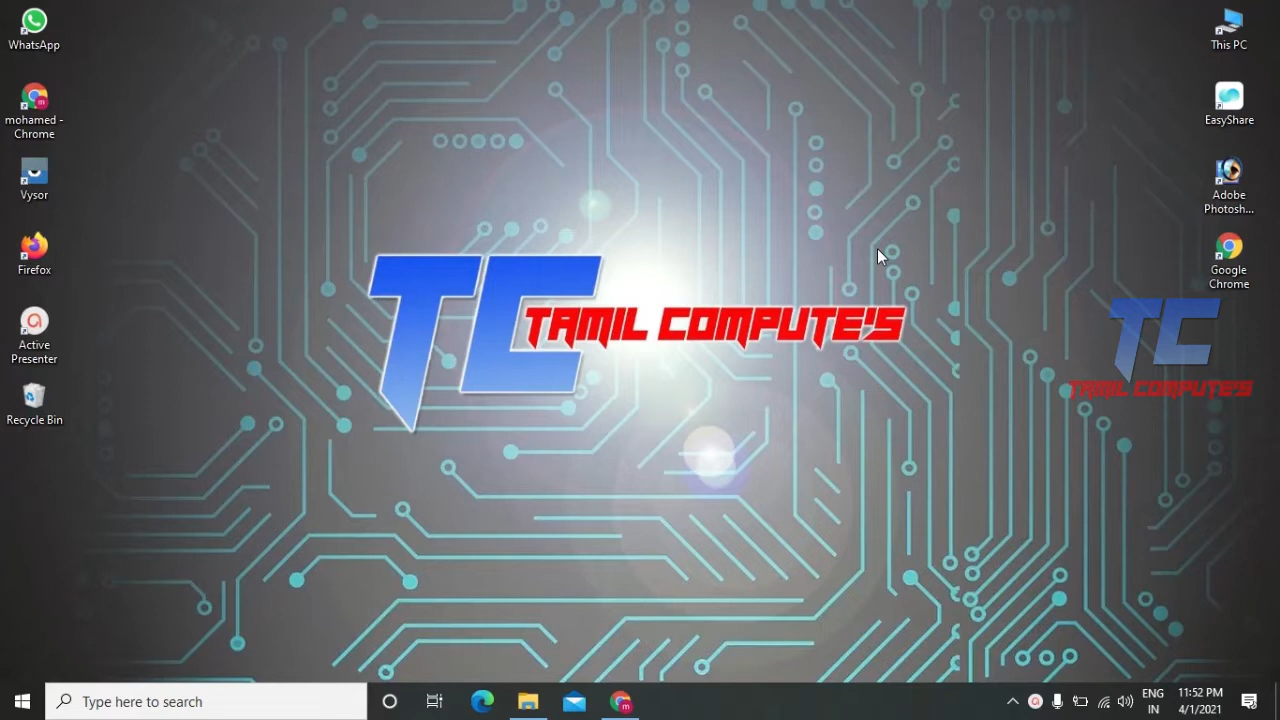 WhatsApp
mohamed -
Chrome
Vysor
Firefox
Active
Presenter
Recycle Bin
This PC
EasyShare
Adobe
Photosh...
Google
Chrome
TC
TAMIL COMPUTE'S
TC
TAMIL COMPUTE'S
Type here to search
ENG
IN
11:52 PM
4/1/2021